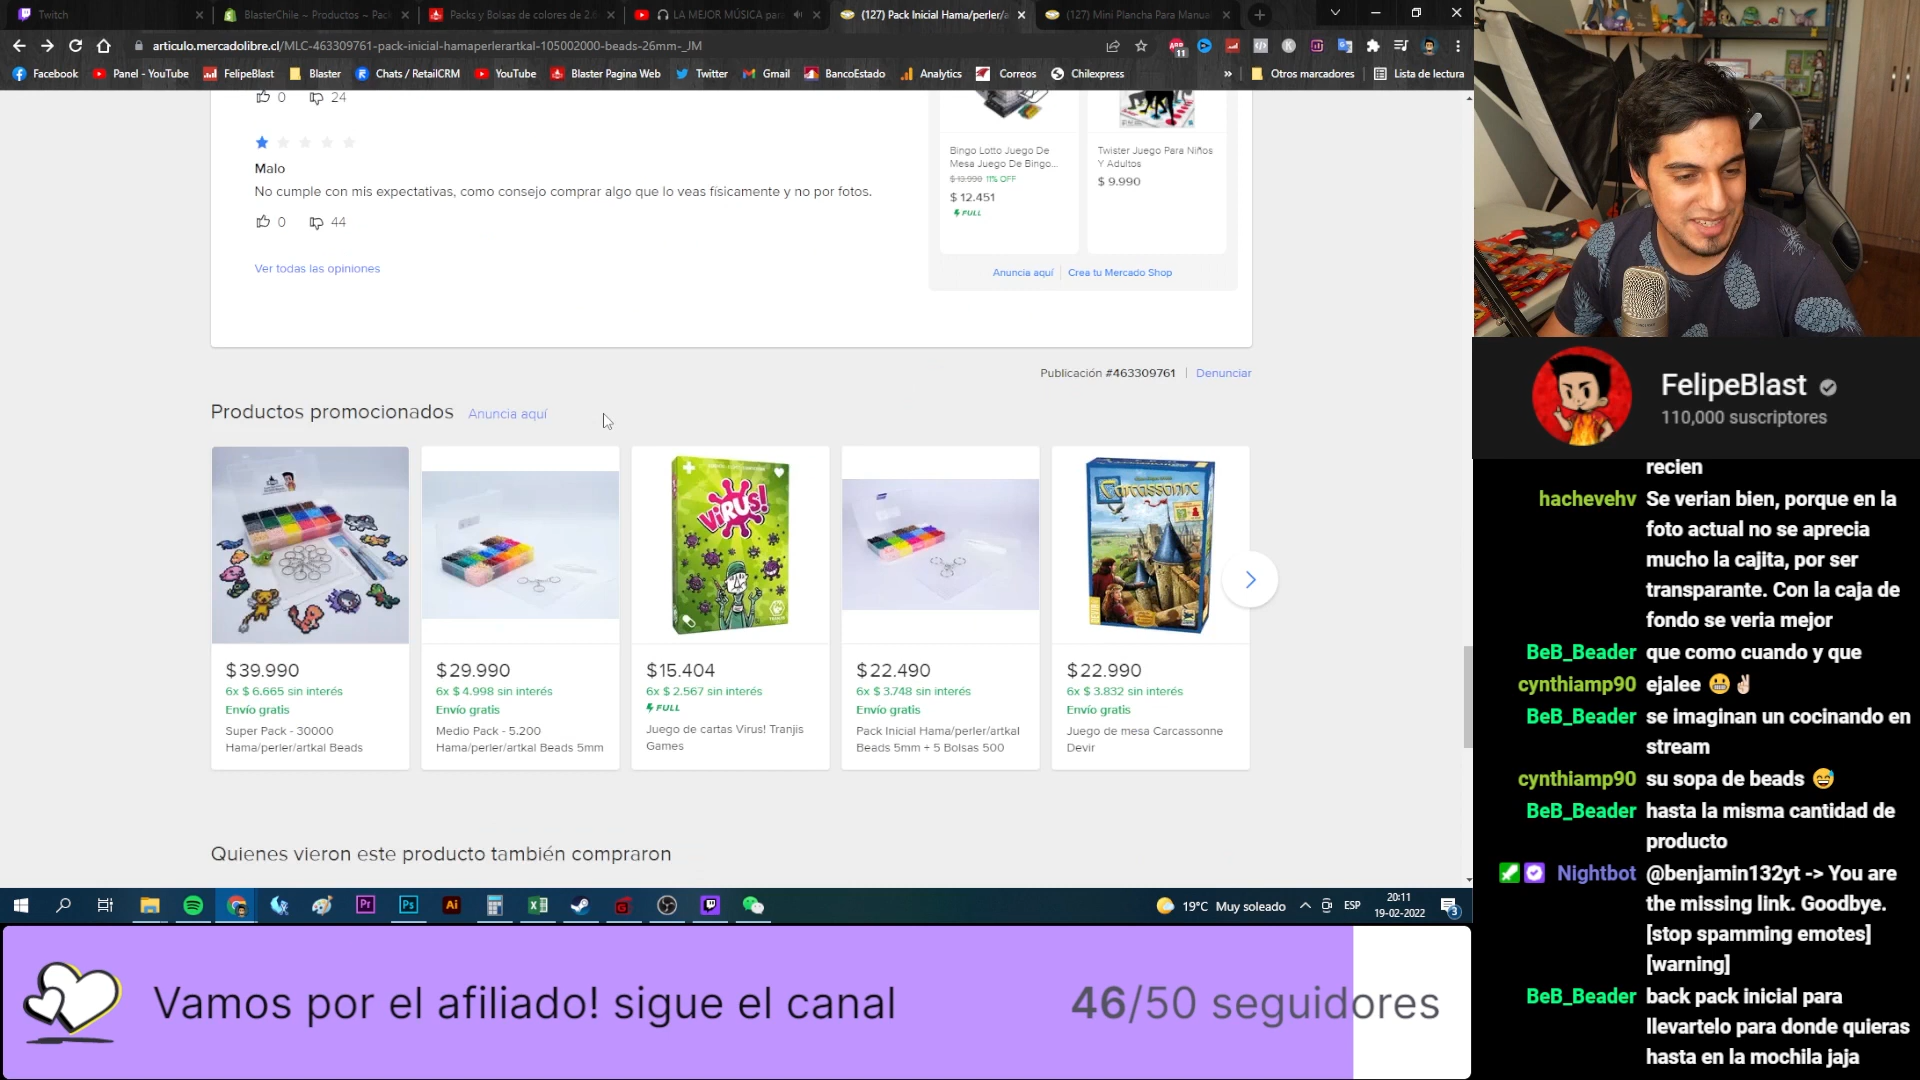 Twitch
BlasterChile ~ Productos ~ Pack
Packs y Bolsas de colores de 2.6
LA MEJOR MÚSICA para
(127) Pack Inicial Hama/perler/a
(127) Mini Plancha Para Manua
articulo.mercadolibre.cl/MLC-463309761-pack-inicial-hamaperlerartkal-105002000-beads-26mm-_JM
11
Facebook
Panel - YouTube
FelipeBlast
Blaster
Chats / RetailCRM
YouTube
Blaster Pagina Web
Twitter
Gmail
BancoEstado
Analytics
Correos
Chilexpress
»
Otros marcadores
Lista de lectura
0 24
Malo
No cumple con mis expectativas, como consejo comprar algo que lo veas físicamente y no por fotos.
0 44
Ver todas las opiniones
Bingo Lotto Juego De
Mesa Juego De Bingo...
$ 13.990 11% OFF
$ 12.451
FULL
Twister Juego Para Niños
Y Adultos
$ 9.990
Anuncia aquí
Crea tu Mercado Shop
Publicación #463309761
Denunciar
Productos promocionados Anuncia aquí
ViRUS!
Carcassonne
$ 39.990
6x $ 6.665 sin interés
Envío gratis
Super Pack - 30000
Hama/perler/artkal Beads
$ 29.990
6x $ 4.998 sin interés
Envío gratis
Medio Pack - 5.200
Hama/perler/artkal Beads 5mm
$ 15.404
6x $ 2.567 sin interés
FULL
Juego de cartas Virus! Tranjis
Games
$ 22.490
6x $ 3.748 sin interés
Envío gratis
Pack Inicial Hama/perler/artkal
Beads 5mm + 5 Bolsas 500
$ 22.990
6x $ 3.832 sin interés
Envío gratis
Juego de mesa Carcassonne
Devir
Quienes vieron este producto también compraron
Pr
Ps
Ai
19°C Muy soleado
ESP
20:11
19-02-2022
3
Vamos por el afiliado! sigue el canal
46/50 seguidores
FelipeBlast
110,000 suscriptores
recien
hachevehv Se verian bien, porque en la
foto actual no se aprecia
mucho la cajita, por ser
transparante. Con la caja de
fondo se veria mejor
BeB_Beader que como cuando y que
cynthiamp90 ejalee 😬✌🏻
BeB_Beader se imaginan un cocinando en
stream
cynthiamp90 su sopa de beads 😅
BeB_Beader hasta la misma cantidad de
producto
Nightbot @benjamin132yt -> You are
the missing link. Goodbye.
[stop spamming emotes]
[warning]
BeB_Beader back pack inicial para
llevartelo para donde quieras
hasta en la mochila jaja